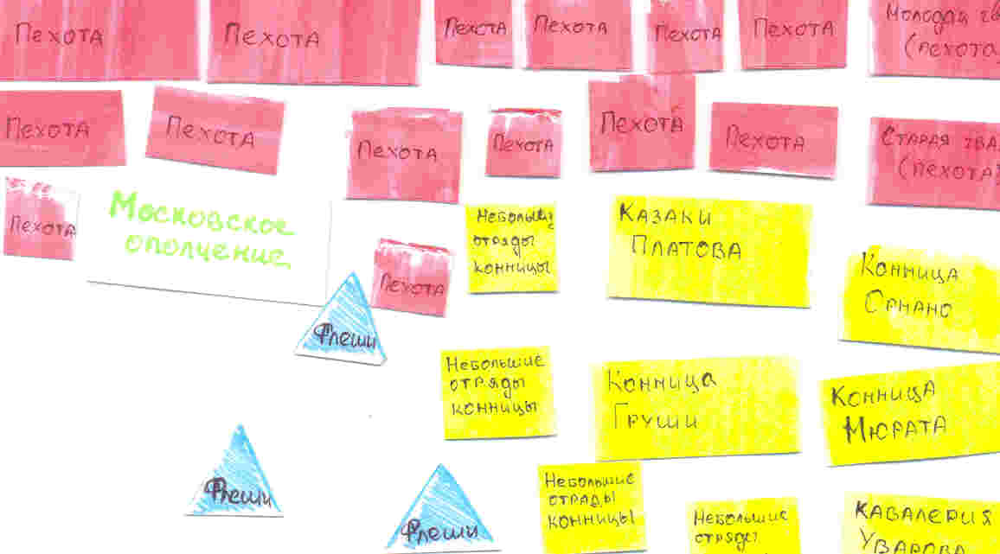 Пехота
Пехота
Пехота
Пехота
Пехота
Пехота
Молодая гв
(пехота
Пехота
Пехота
Пехота
Пехота
Пехота
Пехота
Старая гва
(пехота)
Пехота
Московское
ополчение
Пехота
Небольшие
отряды
конницы
Казаки
Платова
Конница
Орнано
Флеши
Небольшие
отряды
конницы
Конница
Груши
Конница
Мюрата
Флеши
Флеши
Небольшие
отряды
конницы
Небольшие
отряды
Кавалерия
Уварова